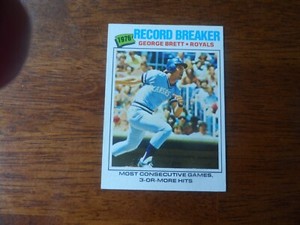 1976
RECORD BREAKER
GEORGE BRETT • ROYALS
MOST CONSECUTIVE GAMES,
3-OR-MORE HITS